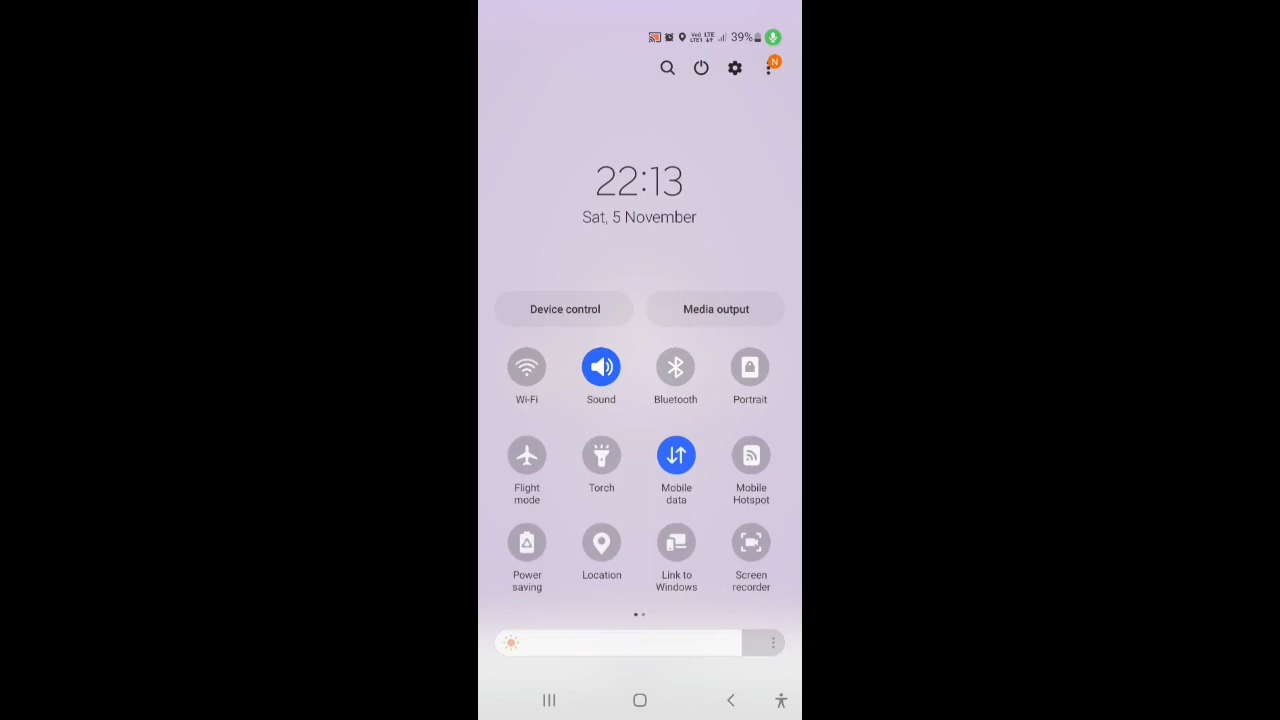 39%
N
22:13
Sat, 5 November
Device control
Media output
Wi-Fi
Sound
Bluetooth
Portrait
Flight
mode
Torch
Mobile
data
Mobile
Hotspot
Power
saving
Location
Link to
Windows
Screen
recorder